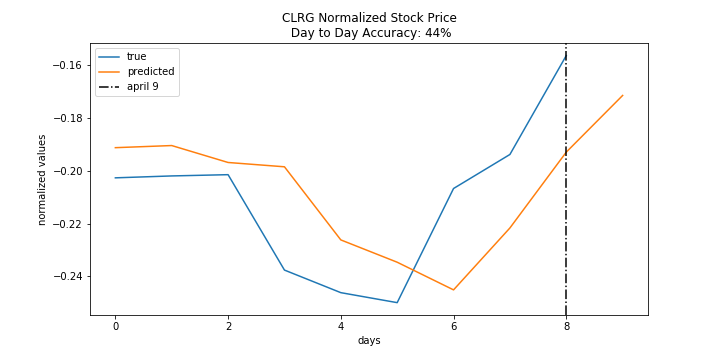 CLRG Normalized Stock Price
Day to Day Accuracy: 44%
true
predicted
april 9
normalized values
−0.16
−0.18
−0.20
−0.22
−0.24
0
2
4
6
8
days